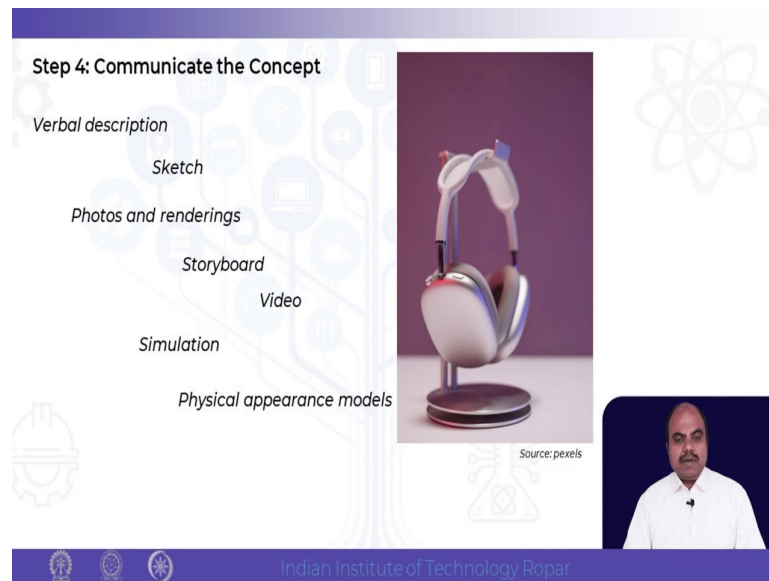 Step 4: Communicate the Concept
Verbal description
Sketch
Photos and renderings
Storyboard
Video
Simulation
Physical appearance models
Source: pexels
Indian Institute of Technology Ropar